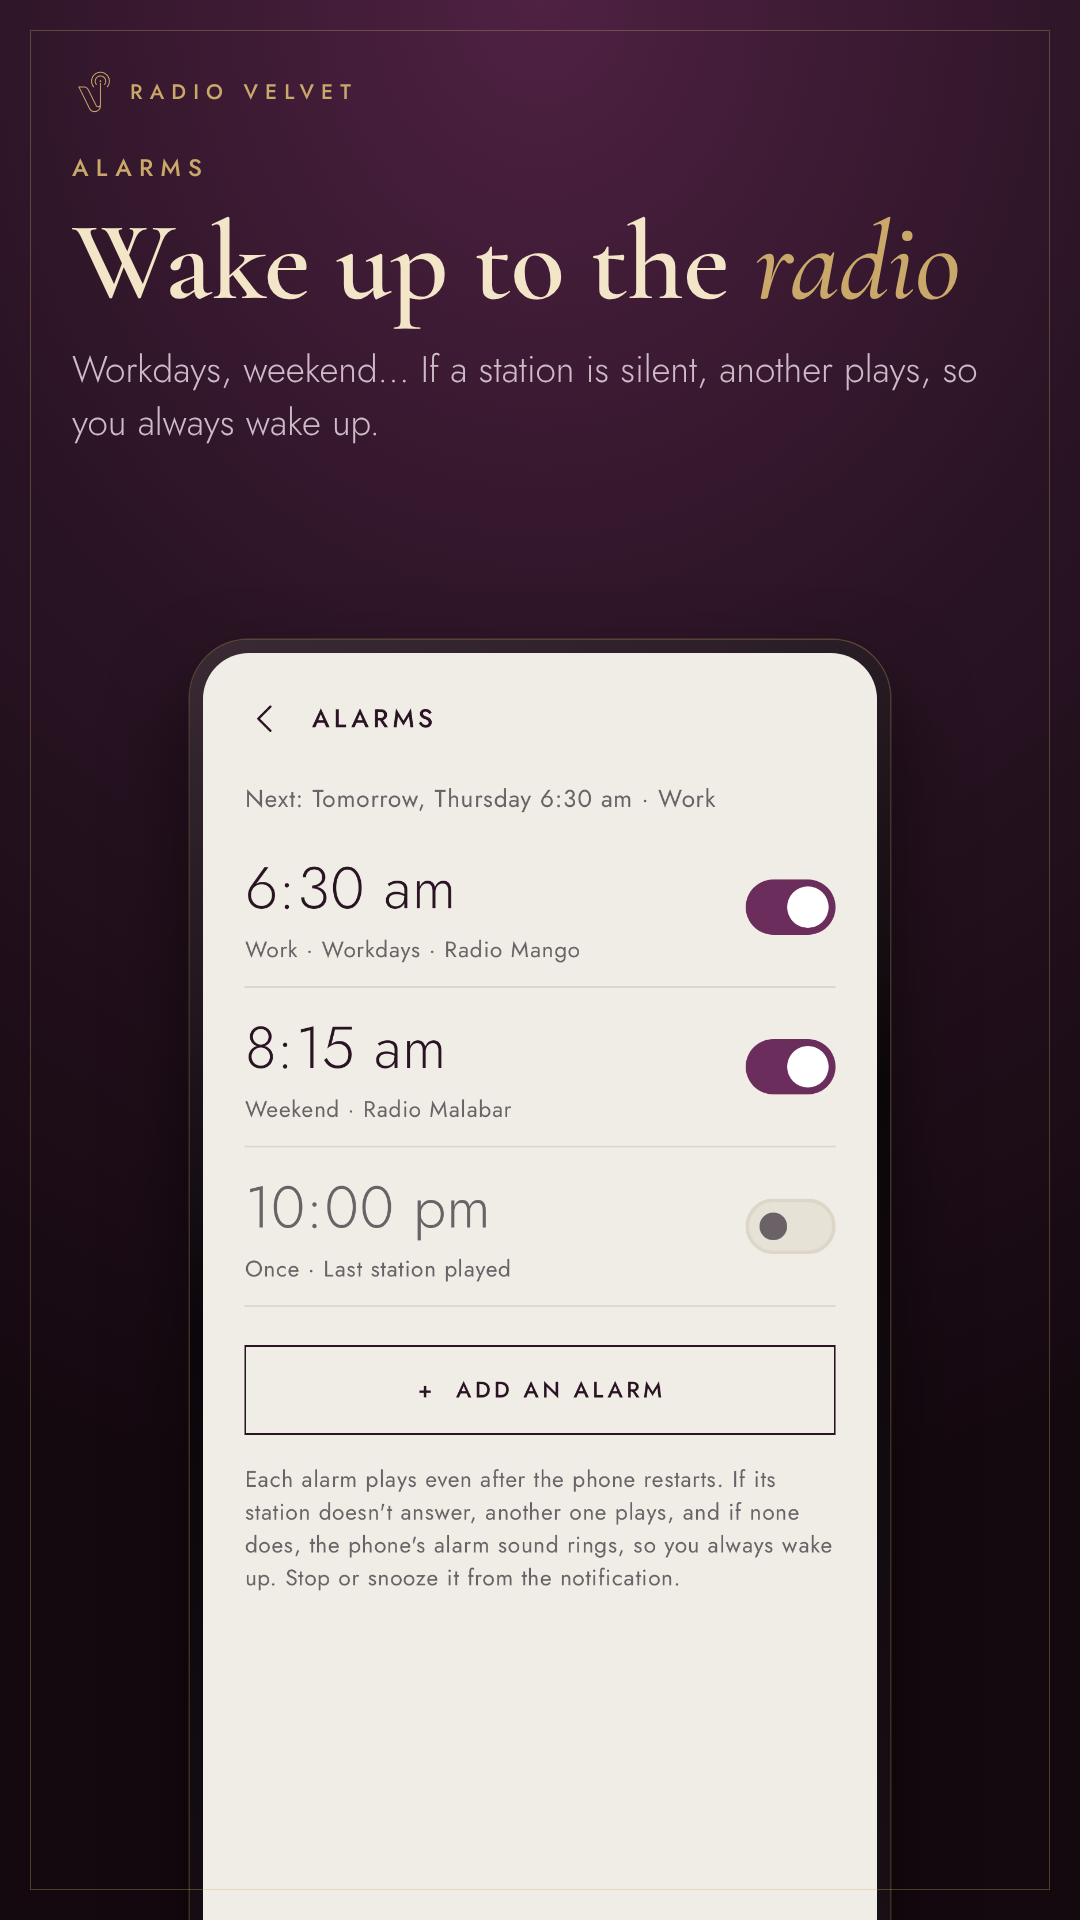 RADIO VELVET
ALARMS
Wake up to the radio
Workdays, weekend... If a station is silent, another plays, so
you always wake up.
ALARMS
Next: Tomorrow, Thursday 6:30 am · Work
6:30 am
Work · Workdays · Radio Mango
8:15 am
Weekend · Radio Malabar
10:00 pm
Once · Last station played
+ ADD AN ALARM
Each alarm plays even after the phone restarts. If its
station doesn't answer, another one plays, and if none
does, the phone's alarm sound rings, so you always wake
up. Stop or snooze it from the notification.